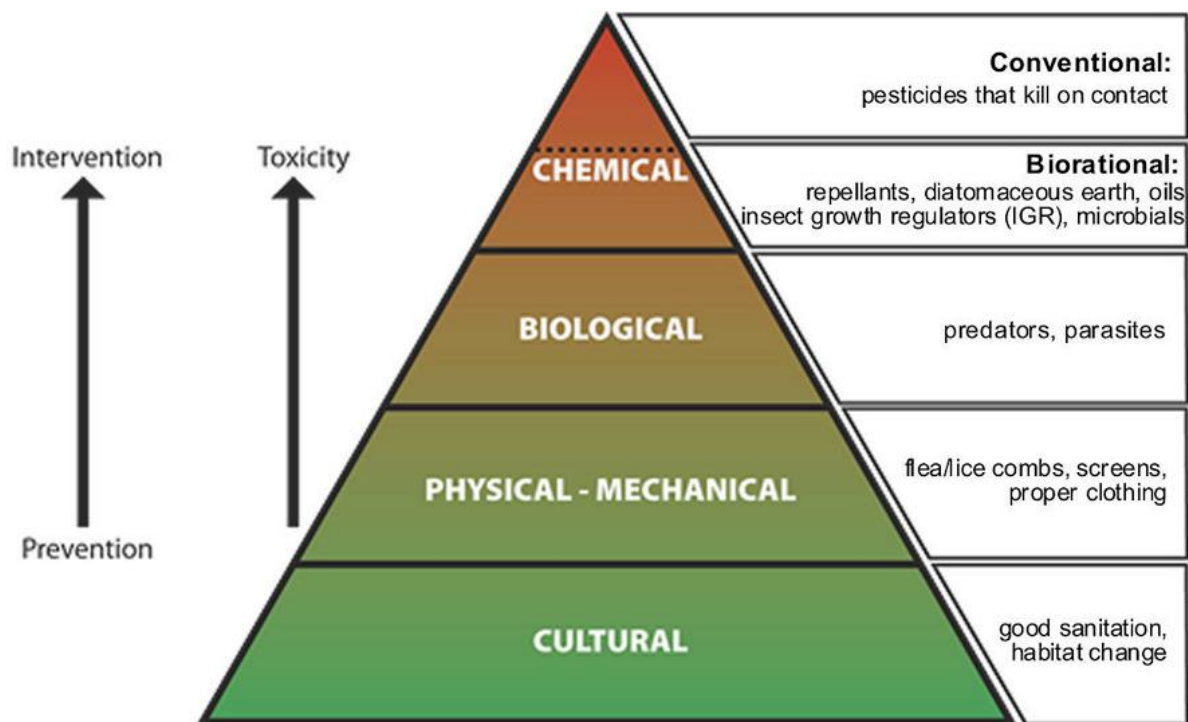 Conventional:
pesticides that kill on contact
Intervention
Toxicity
CHEMICAL
Biorational:
repellants, diatomaceous earth, oils
insect growth regulators (IGR), microbials
BIOLOGICAL
predators, parasites
PHYSICAL - MECHANICAL
flea/lice combs, screens,
proper clothing
Prevention
CULTURAL
good sanitation,
habitat change